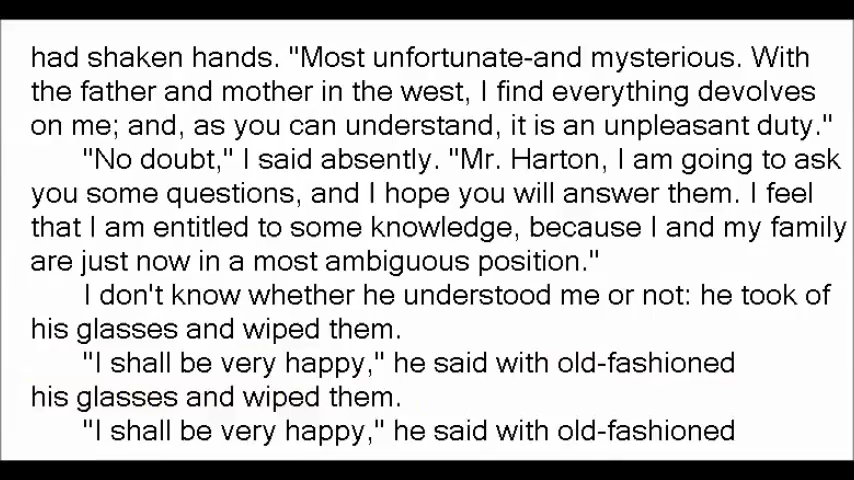 had shaken hands. "Most unfortunate-and mysterious. With
the father and mother in the west, I find everything devolves
on me; and, as you can understand, it is an unpleasant duty."
"No doubt," I said absently. "Mr. Harton, I am going to ask
you some questions, and I hope you will answer them. I feel
that I am entitled to some knowledge, because I and my family
are just now in a most ambiguous position."
I don't know whether he understood me or not: he took of
his glasses and wiped them.
"I shall be very happy," he said with old-fashioned
his glasses and wiped them.
"I shall be very happy," he said with old-fashioned